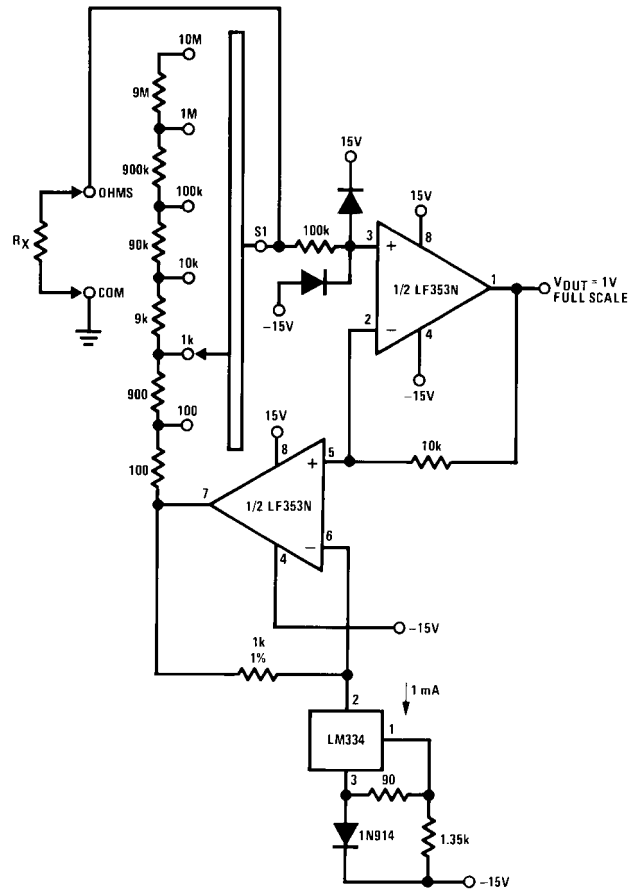 10M
9M
1M
900k
100k
OHMS
RX
90k
10k
COM
9k
1k
900
100
100
S1
100k
15V
-15V
3
+
15V
8
1/2 LF353N
1
2
−
4
-15V
VOUT = 1V
FULL SCALE
10k
15V
8
5
+
7
1/2 LF353N
6
−
4
-15V
1k
1%
2
1 mA
LM334
1
3
90
1N914
1.35k
-15V